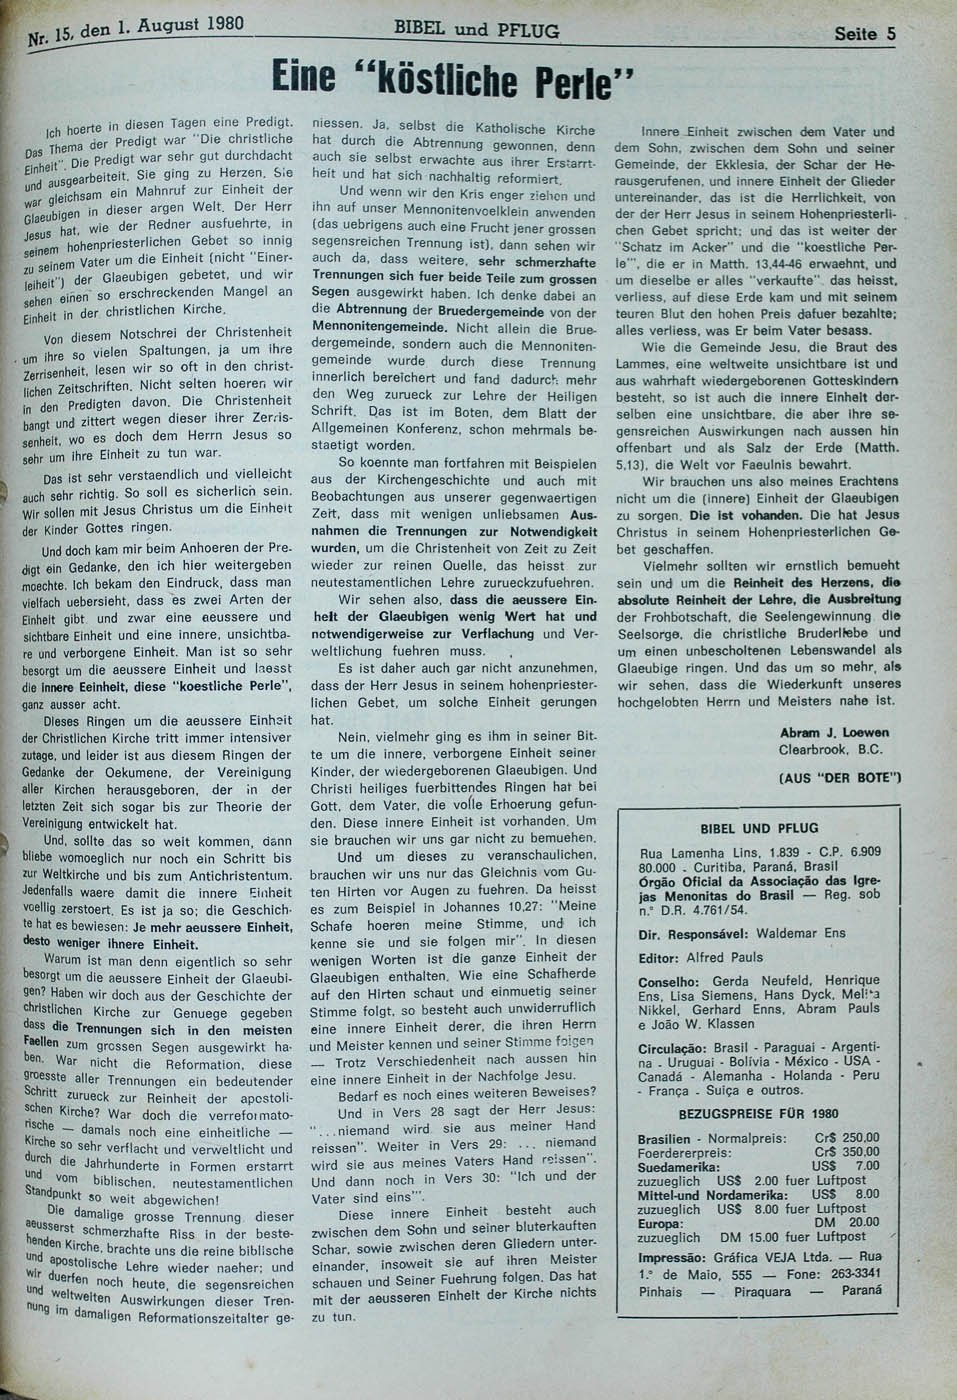 Nr. 15, den 1. August 1980
BIBEL und PFLUG
Seite 5
Eine "köstliche Perle"
Ich hoerte in diesen Tagen eine Predigt.
Das Thema der Predigt war "Die christliche
Einheit". Die Predigt war sehr gut durchdacht
und ausgearbeiteit. Sie ging zu Herzen. Sie
war gleichsam ein Mahnruf zur Einheit der
Glaeubigen in dieser argen Welt. Der Herr
Jesus hat, wie der Redner ausfuehrte, in
seinem hohenpriesterlichen Gebet so innig
zu seinem Vater um die Einheit (nicht "Einer-
leiheit") der Glaeubigen gebetet, und wir
sehen einen so erschreckenden Mangel an
Einheit in der christlichen Kirche.
Von diesem Notschrei der Christenheit
um ihre so vielen Spaltungen, ja um ihre
Zerrisenheit, lesen wir so oft in den christ-
lichen Zeitschriften. Nicht selten hoeren wir
in den Predigten davon. Die Christenheit
bangt und zittert wegen dieser ihrer Zerris-
senheit, wo es doch dem Herrn Jesus so
sehr um ihre Einheit zu tun war.
Das ist sehr verstaendlich und vielleicht
auch sehr richtig. So soll es sicherlich sein.
Wir sollen mit Jesus Christus um die Einheit
der Kinder Gottes ringen.
Und doch kam mir beim Anhoeren der Pre-
digt ein Gedanke, den ich hier weitergeben
moechte. Ich bekam den Eindruck, dass man
vielfach uebersieht, dass es zwei Arten der
Einheit gibt und zwar eine aeussere und
sichtbare Einheit und eine innere, unsichtba-
re und verborgene Einheit. Man ist so sehr
besorgt um die aeussere Einheit und laesst
die innere Eeinheit, diese "koestliche Perle",
ganz ausser acht.
Dieses Ringen um die aeussere Einheit
der Christlichen Kirche tritt immer intensiver
zutage, und leider ist aus diesem Ringen der
Gedanke der Oekumene, der Vereinigung
aller Kirchen herausgeboren, der in der
letzten Zeit sich sogar bis zur Theorie der
Vereinigung entwickelt hat.
Und, sollte das so weit kommen, dann
bliebe womoeglich nur noch ein Schritt bis
zur Weltkirche und bis zum Antichristentum.
Jedenfalls waere damit die innere Einheit
voellig zerstoert. Es ist ja so; die Geschich-
te hat es bewiesen: Je mehr aeussere Einheit,
desto weniger ihnere Einheit.
Warum ist man denn eigentlich so sehr
besorgt um die aeussere Einheit der Glaeubi-
gen? Haben wir doch aus der Geschichte der
christlichen Kirche zur Genuege gegeben
dass die Trennungen sich in den meisten
Faellen zum grossen Segen ausgewirkt ha-
ben. War nicht die Reformation, diese
groesste aller Trennungen ein bedeutender
Schritt zurueck zur Reinheit der apostoli-
schen Kirche? War doch die verreformato-
rische — damals noch eine einheitliche —
Kirche so sehr verflacht und verweltlicht und
durch die Jahrhunderte in Formen erstarrt
und vom biblischen, neutestamentlichen
Standpunkt so weit abgewichen!
Die damalige grosse Trennung dieser
aeusserst schmerzhafte Riss in der beste-
henden Kirche, brachte uns die reine biblische
und apostolische Lehre wieder naeher; und
wir duerfen noch heute, die segensreichen
und weltweiten Auswirkungen dieser Tren-
nung im damaligen Reformationszeitalter ge-
niessen. Ja, selbst die Katholische Kirche
hat durch die Abtrennung gewonnen, denn
auch sie selbst erwachte aus ihrer Erstarrt-
heit und hat sich nachhaltig reformiert.
Und wenn wir den Kris enger ziehen und
ihn auf unser Mennonitenvoelklein anwenden
(das uebrigens auch eine Frucht jener grossen
segensreichen Trennung ist), dann sehen wir
auch da, dass weitere, sehr schmerzhafte
Trennungen sich fuer beide Teile zum grossen
Segen ausgewirkt haben. Ich denke dabei an
die Abtrennung der Bruedergemeinde von der
Mennonitengemeinde. Nicht allein die Brue-
dergemeinde, sondern auch die Mennoniten-
gemeinde wurde durch diese Trennung
innerlich bereichert und fand dadurch mehr
den Weg zurueck zur Lehre der Heiligen
Schrift. Das ist im Boten, dem Blatt der
Allgemeinen Konferenz, schon mehrmals be-
staetigt worden.
So koennte man fortfahren mit Beispielen
aus der Kirchengeschichte und auch mit
Beobachtungen aus unserer gegenwaertigen
Zeit, dass mit wenigen unliebsamen Aus-
nahmen die Trennungen zur Notwendigkeit
wurden, um die Christenheit von Zeit zu Zeit
wieder zur reinen Quelle, das heisst zur
neutestamentlichen Lehre zurueckzufuehren.
Wir sehen also, dass die aeussere Ein-
heit der Glaeubigen wenig Wert hat und
notwendigerweise zur Verflachung und Ver-
weltlichung fuehren muss.
Es ist daher auch gar nicht anzunehmen,
dass der Herr Jesus in seinem hohenpriester-
lichen Gebet, um solche Einheit gerungen
hat.
Nein, vielmehr ging es ihm in seiner Bit-
te um die innere, verborgene Einheit seiner
Kinder, der wiedergeborenen Glaeubigen. Und
Christi heiliges fuerbittendes Ringen hat bei
Gott, dem Vater, die volle Erhoerung gefun-
den. Diese innere Einheit ist vorhanden. Um
sie brauchen wir uns gar nicht zu bemuehen.
Und um dieses zu veranschaulichen,
brauchen wir uns nur das Gleichnis vom Gu-
ten Hirten vor Augen zu fuehren. Da heisst
es zum Beispiel in Johannes 10,27: "Meine
Schafe hoeren meine Stimme, und ich
kenne sie und sie folgen mir". In diesen
wenigen Worten ist die ganze Einheit der
Glaeubigen enthalten. Wie eine Schafherde
auf den Hirten schaut und einmuetig seiner
Stimme folgt, so besteht auch unwiderruflich
eine innere Einheit derer, die ihren Herrn
und Meister kennen und seiner Stimme folgen
— Trotz Verschiedenheit nach aussen hin
eine innere Einheit in der Nachfolge Jesu.
Bedarf es noch eines weiteren Beweises?
Und in Vers 28 sagt der Herr Jesus:
"...niemand wird sie aus meiner Hand
reissen". Weiter in Vers 29: ... niemand
wird sie aus meines Vaters Hand reissen".
Und dann noch in Vers 30: "Ich und der
Vater sind eins'".
Diese innere Einheit besteht auch
zwischen dem Sohn und seiner bluterkauften
Schar, sowie zwischen deren Gliedern unter-
einander, insoweit sie auf ihren Meister
schauen und Seiner Fuehrung folgen. Das hat
mit der aeusseren Einheit der Kirche nichts
zu tun.
Innere Einheit zwischen dem Vater und
dem Sohn, zwischen dem Sohn und seiner
Gemeinde, der Ekklesia, der Schar der He-
rausgerufenen, und innere Einheit der Glieder
untereinander, das ist die Herrlichkeit, von
der der Herr Jesus in seinem Hohenpriesterli-
chen Gebet spricht; und das ist weiter der
"Schatz im Acker" und die "koestliche Per-
le'", die er in Matth. 13,44-46 erwaehnt, und
um dieselbe er alles "verkaufte". das heisst,
verliess, auf diese Erde kam und mit seinem
teuren Blut den hohen Preis dafuer bezahlte;
alles verliess, was Er beim Vater besass.
Wie die Gemeinde Jesu, die Braut des
Lammes, eine weltweite unsichtbare ist und
aus wahrhaft wiedergeborenen Gotteskindern
besteht, so ist auch die innere Einheit der-
selben eine unsichtbare, die aber ihre se-
gensreichen Auswirkungen nach aussen hin
offenbart und als Salz der Erde (Matth.
5,13), die Welt vor Faeulnis bewahrt.
Wir brauchen uns also meines Erachtens
nicht um die (innere) Einheit der Glaeubigen
zu sorgen. Die ist vohanden. Die hat Jesus
Christus in seinem Hohenpriesterlichen Ge-
bet geschaffen.
Vielmehr sollten wir ernstlich bemueht
sein und um die Reinheit des Herzens, die
absolute Reinheit der Lehre, die Ausbreitung
der Frohbotschaft, die Seelengewinnung die
Seelsorge, die christliche Bruderliebe und
um einen unbescholtenen Lebenswandel als
Glaeubige ringen. Und das um so mehr, als
wir sehen, dass die Wiederkunft unseres
hochgelobten Herrn und Meisters nahe ist.
Abram J. Loewen
Clearbrook, B.C.
(AUS "DER BOTE")
BIBEL UND PFLUG
Rua Lamenha Lins, 1.839 - C.P. 6.909
80.000 - Curitiba, Paraná, Brasil
Órgão Oficial da Associação das Igre-
jas Menonitas do Brasil — Reg. sob
n.º D.R. 4.761/54.
Dir. Responsável: Waldemar Ens
Editor: Alfred Pauls
Conselho: Gerda Neufeld, Henrique
Ens, Lisa Siemens, Hans Dyck, Melita
Nikkel, Gerhard Enns, Abram Pauls
e João W. Klassen
Circulação: Brasil - Paraguai - Argenti-
na - Uruguai - Bolívia - México - USA -
Canadá - Alemanha - Holanda - Peru
- França - Suiça e outros.
BEZUGSPREISE FÜR 1980
Brasilien - Normalpreis: Cr$ 250,00
Foerdererpreis: Cr$ 350,00
Suedamerika: US$ 7.00
zuzueglich US$ 2.00 fuer Luftpost
Mittel-und Nordamerika: US$ 8.00
zuzueglich US$ 8.00 fuer Luftpost
Europa: DM 20.00
zuzueglich DM 15.00 fuer Luftpost
Impressão: Gráfica VEJA Ltda. — Rua
1.º de Maio, 555 — Fone: 263-3341
Pinhais — Piraquara — Paraná